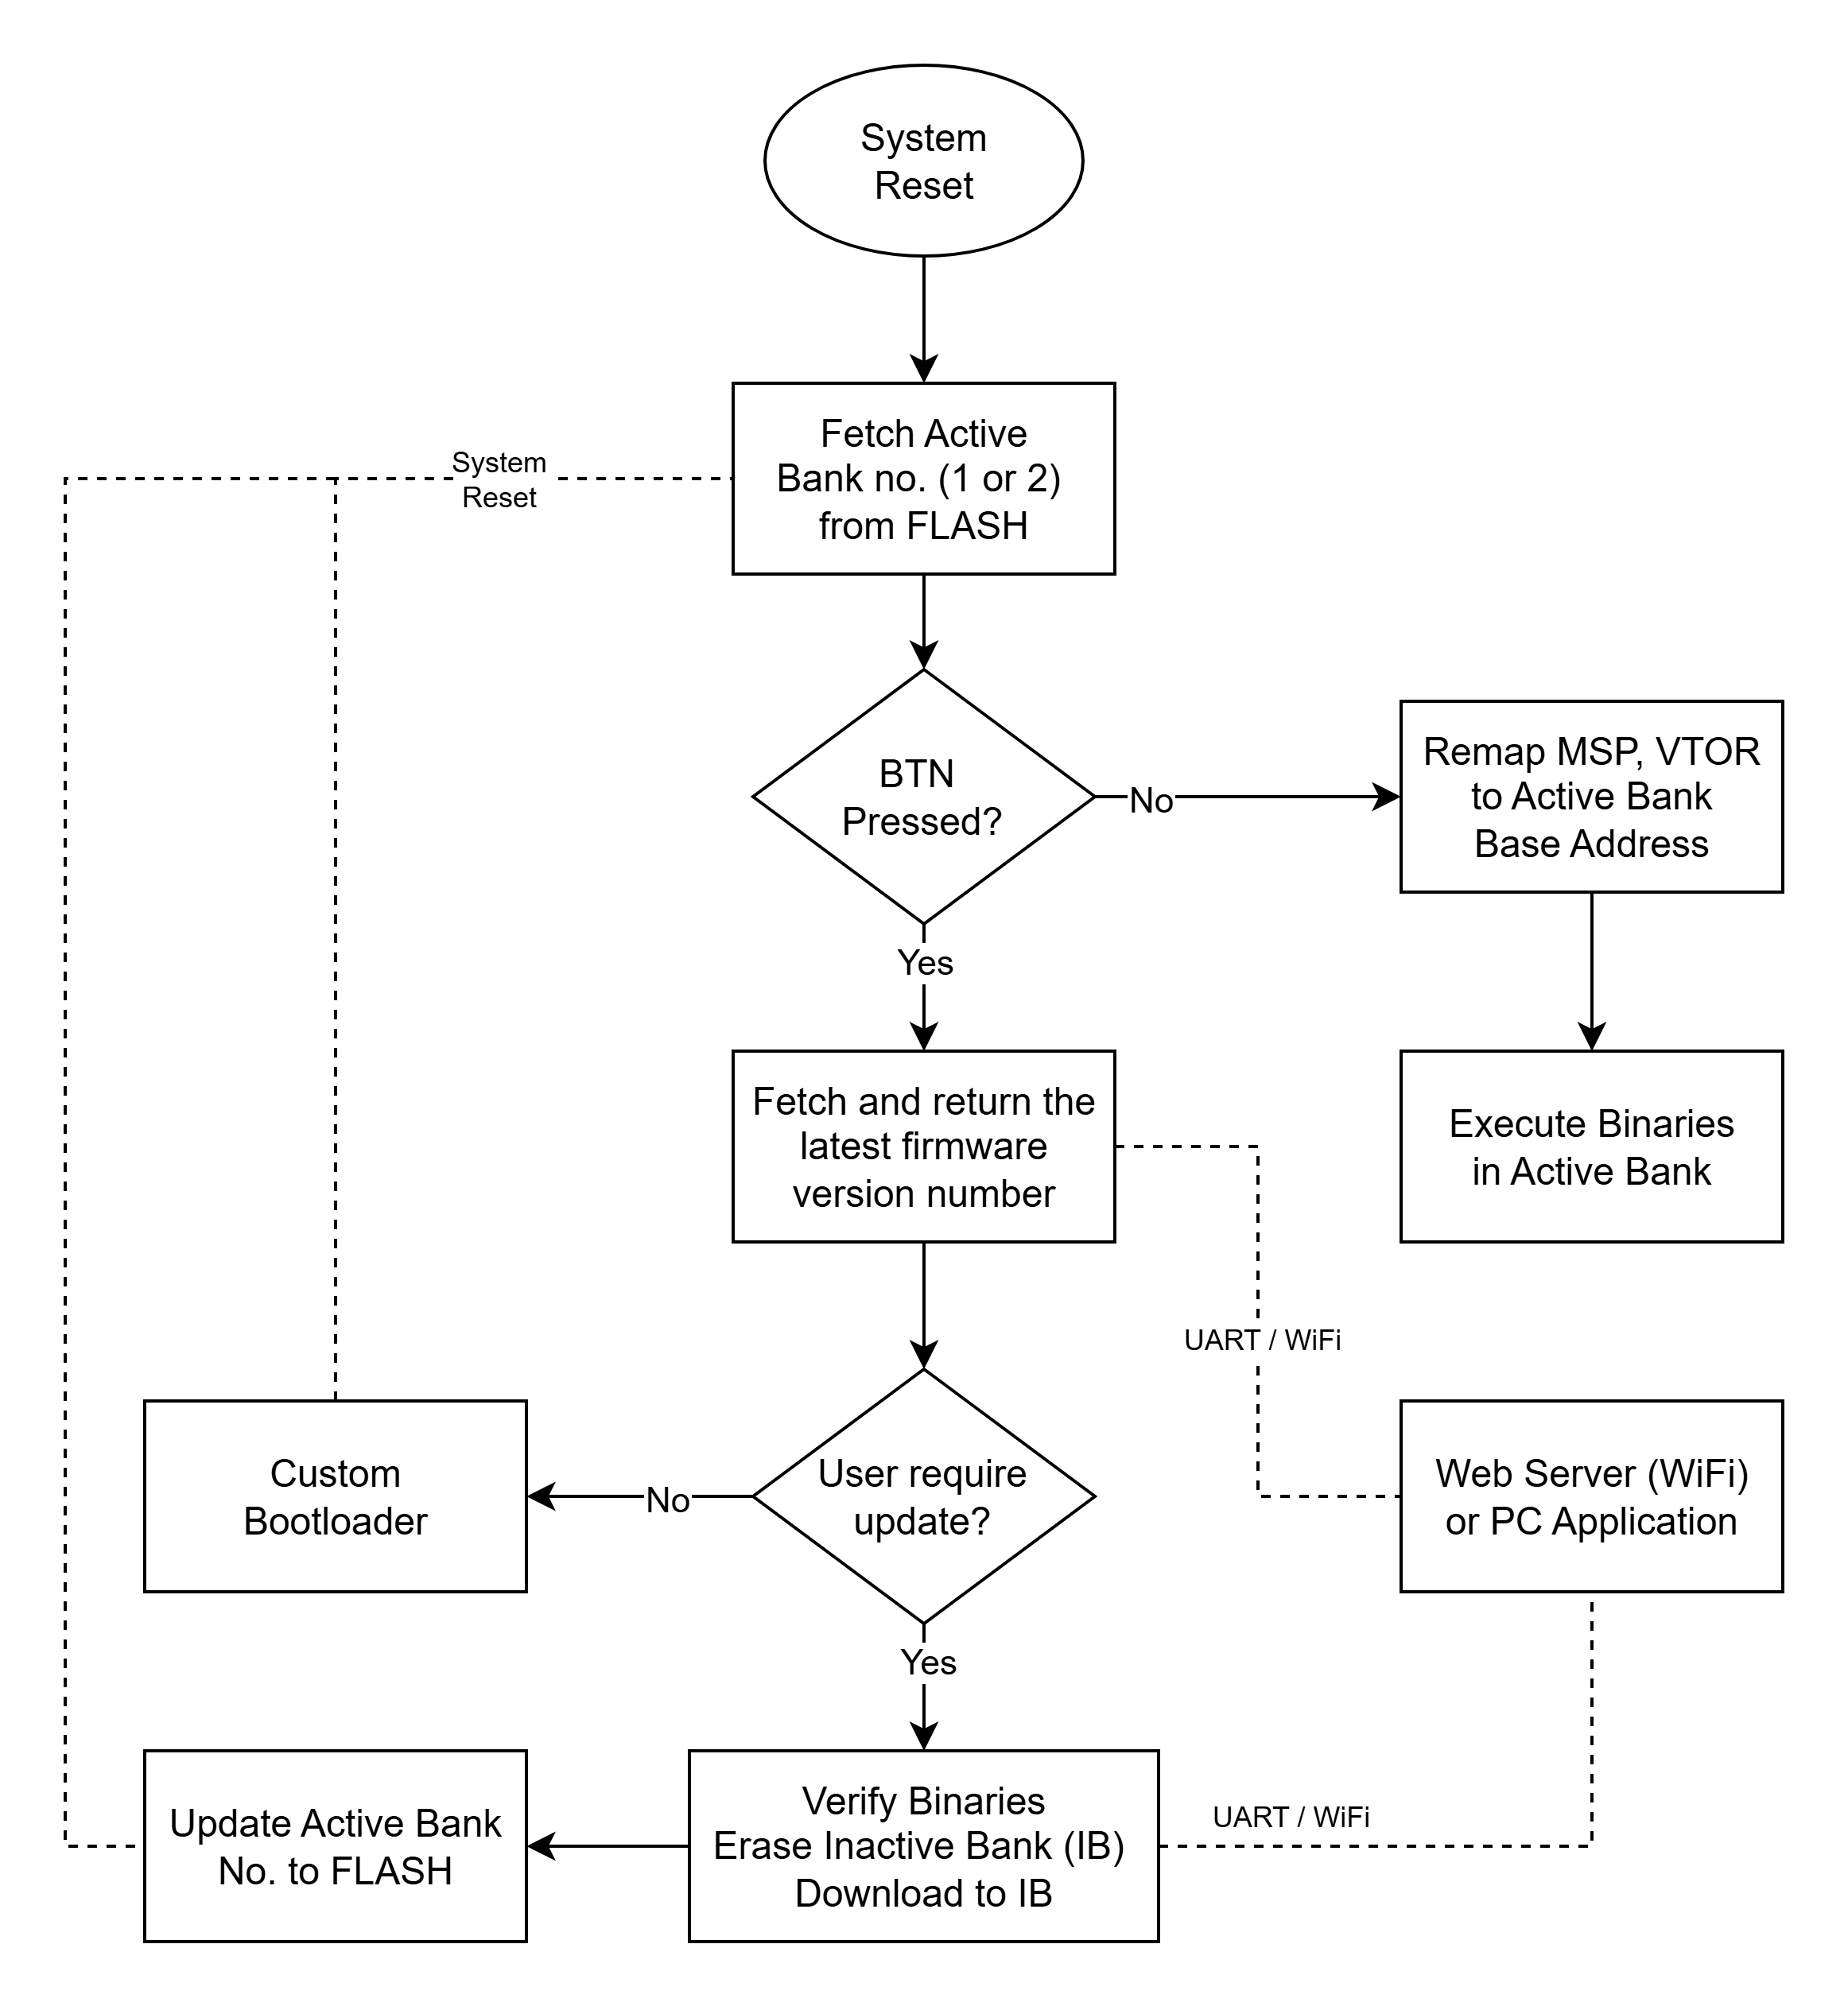 System
Reset
Fetch Active
Bank no. (1 or 2)
from FLASH
System
Reset
BTN
Pressed?
No
Remap MSP, VTOR
to Active Bank
Base Address
Yes
Fetch and return the
latest firmware
version number
Execute Binaries
in Active Bank
UART / WiFi
Custom
Bootloader
No
User require
update?
Web Server (WiFi)
or PC Application
Yes
Update Active Bank
No. to FLASH
Verify Binaries
Erase Inactive Bank (IB)
Download to IB
UART / WiFi